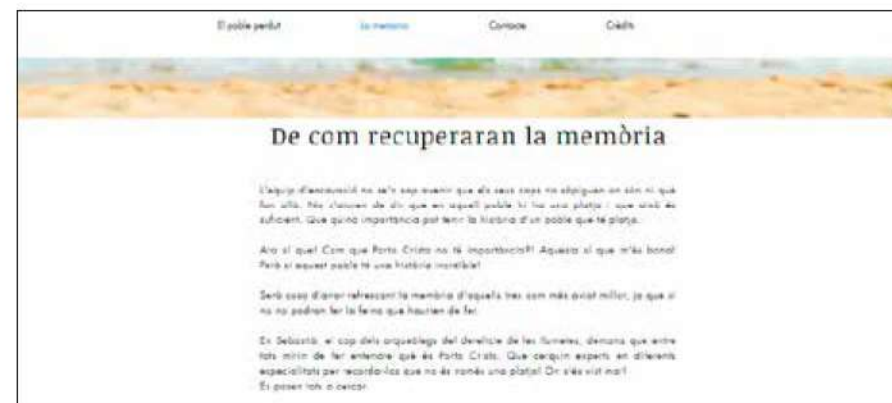 El poble perdut La memòria Contacte Crèdits
De com recuperaran la memòria
L'equip d'excavació no se'n sap avenir que els seus caps no sàpiguen on són ni què
fan allà. No s'aturen de dir que en aquell poble hi ha una platja i que això és
suficient. Que quina importància pot tenir la història d'un poble que té platja.
Ara sí que! Com que Porto Cristo no té importància?! Aquesta sí que m'és bona!
Però si aquest poble té una història increïble!
Serà cosa d'anar refrescant la memòria d'aquells tres com més aviat millor, ja que si
no no podran fer la feina que haurien de fer.
En Sebastià, el cap dels arqueòlegs del derelicte de les llunetes, demana que entre
tots mirin de fer entendre què és Porto Cristo. Que cerquin experts en diferents
especialitats per recordar-los que no és només una platja! On s'és vist mai!
Es posen tots a cercar.